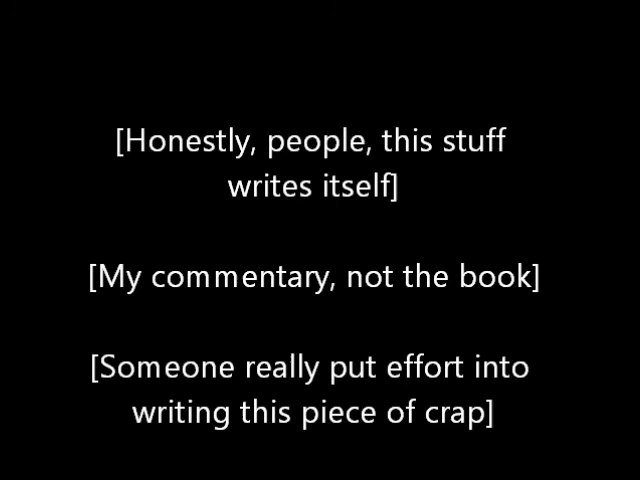 [Honestly, people, this stuff
writes itself]
[My commentary, not the book]
[Someone really put effort into
writing this piece of crap]